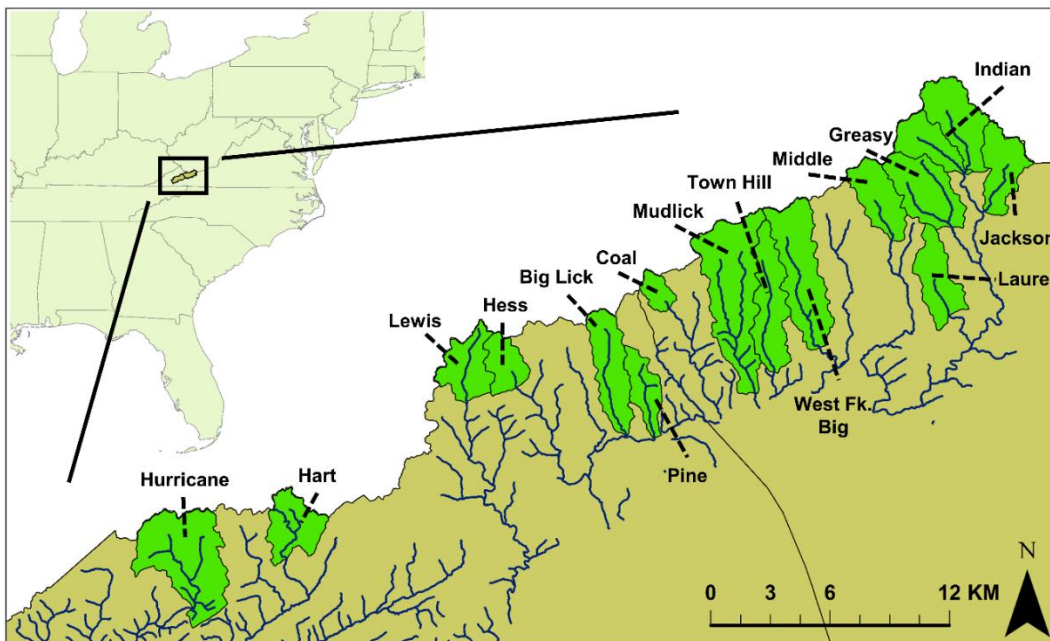 Indian
Greasy
Middle
Town Hill
Mudlick
Jackson
Coal
Laure
Big Lick
Hess
Lewis
West Fk.
Big
Pine
Hart
Hurricane
N
0 3 6 12 KM